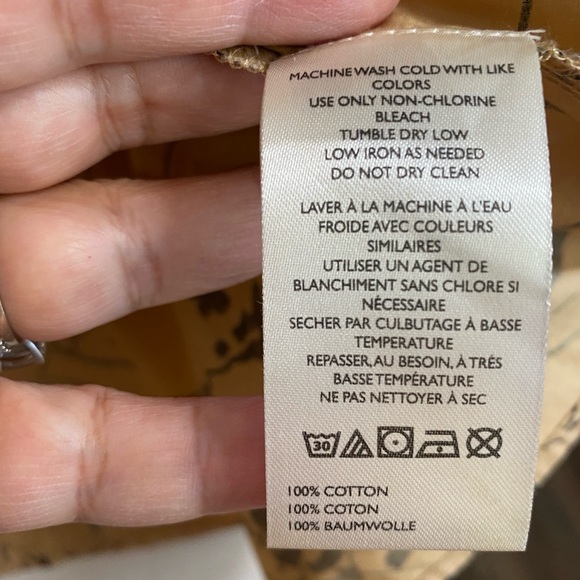 MACHINE WASH COLD WITH LIKE
COLORS
USE ONLY NON-CHLORINE
BLEACH
TUMBLE DRY LOW
LOW IRON AS NEEDED
DO NOT DRY CLEAN
LAVER À LA MACHINE À L'EAU
FROIDE AVEC COULEURS
SIMILAIRES
UTILISER UN AGENT DE
BLANCHIMENT SANS CHLORE SI
NÉCESSAIRE
SECHER PAR CULBUTAGE À BASSE
TEMPERATURE
REPASSER, AU BESOIN, À TRÉS
BASSE TEMPÉRATURE
NE PAS NETTOYER À SEC
30
100% COTTON
100% COTON
100% BAUMWOLLE